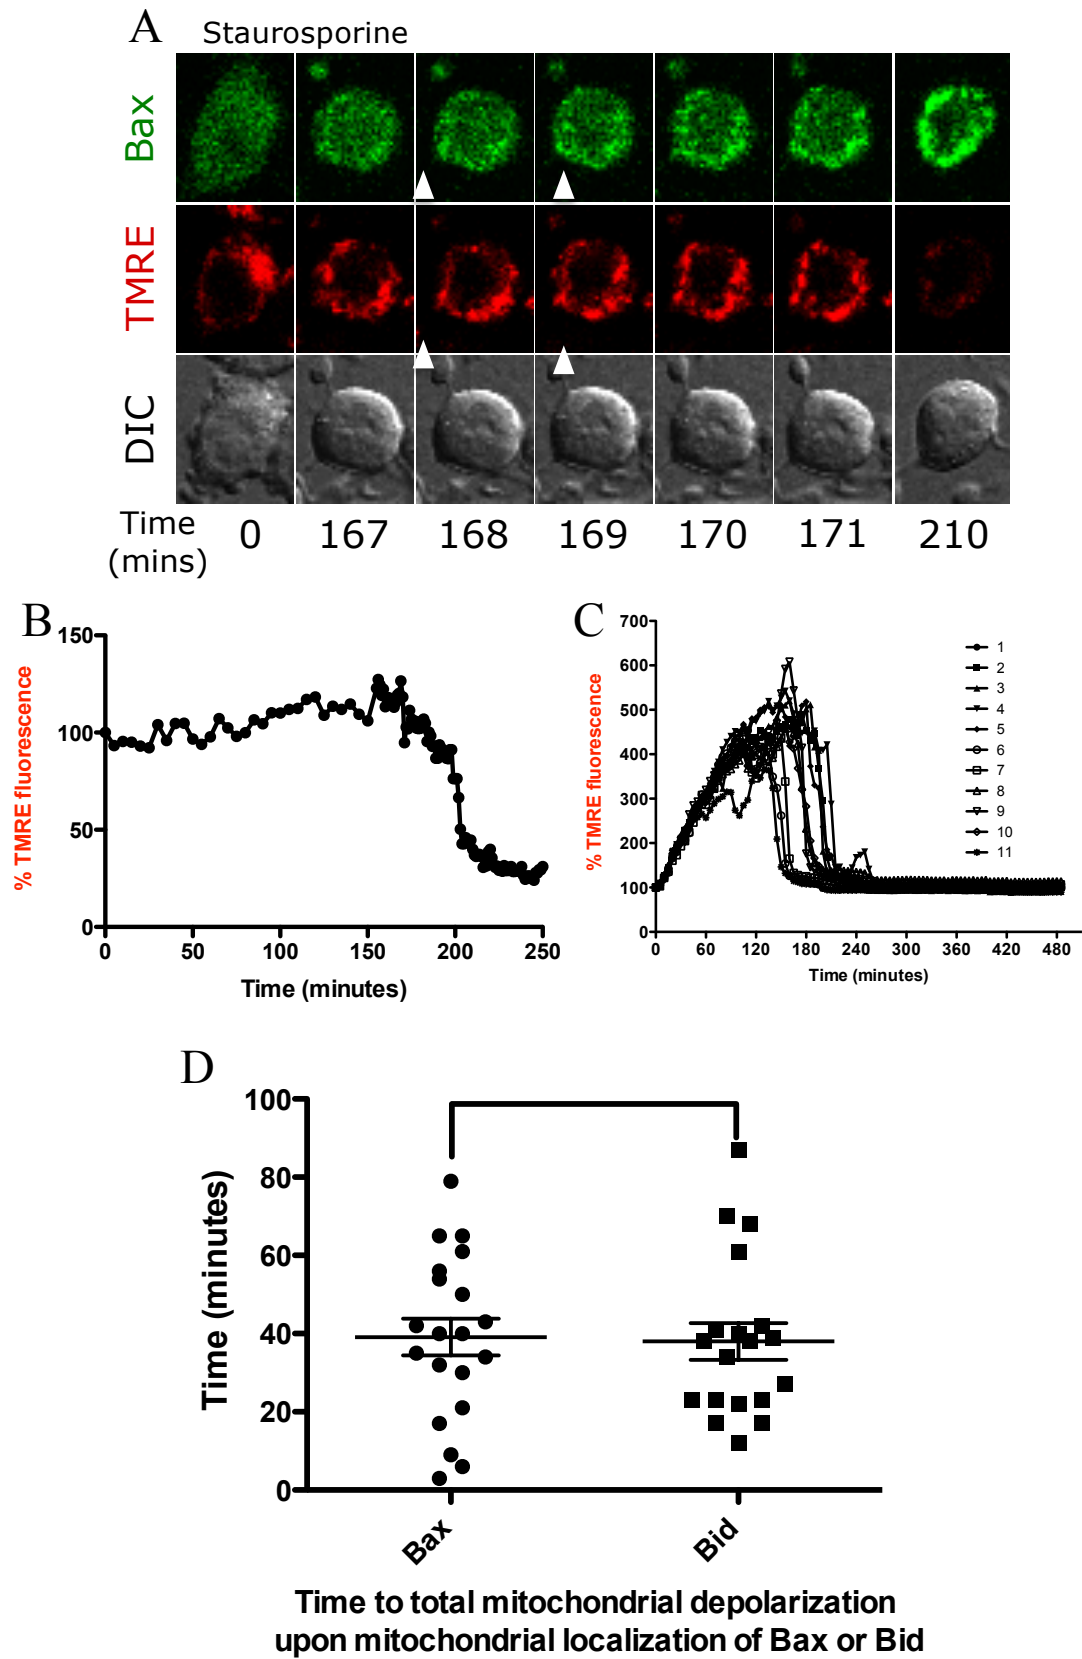 A
Staurosporine
Bax
TMRE
DIC
Time
(mins)
0 167 168 169 170 171 210
B
% TMRE fluorescence
150
100
50
0
0 50 100 150 200 250
Time (minutes)
C
% TMRE fluorescence
700
600
500
400
300
200
100
0
0 60 120 180 240 300 360 420 480
Time (minutes)
1
2
3
4
5
6
7
8
9
10
11
D
Time (minutes)
100
80
60
40
20
0
Bax
Bid
Time to total mitochondrial depolarization
upon mitochondrial localization of Bax or Bid